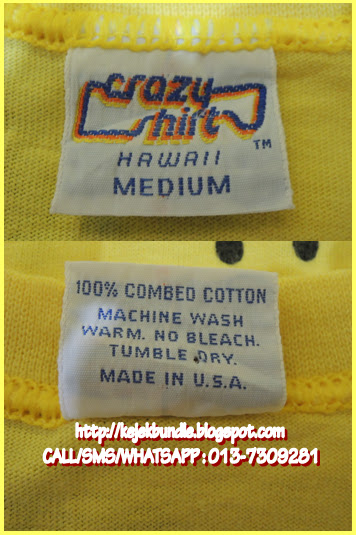 crazy
shirt
HAWAII
TM
MEDIUM
100% COMBED COTTON
MACHINE WASH
WARM. NO BLEACH.
TUMBLE DRY.
MADE IN U.S.A.
http://kejekbundle.blogspot.com
CALL/SMS/WHATSAPP : 013-7309281